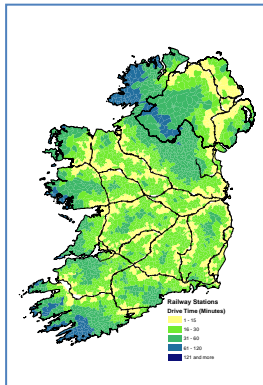 Railway Stations
Drive Time (Minutes)
1 - 15
16 - 30
31 - 60
61 - 120
121 and more